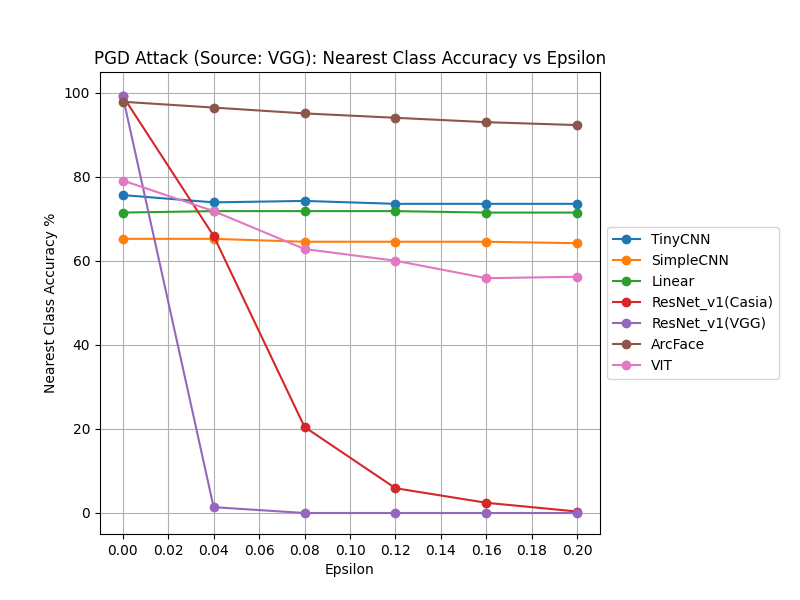 PGD Attack (Source: VGG): Nearest Class Accuracy vs Epsilon
Nearest Class Accuracy %
100
80
60
40
20
0
0.00 0.02 0.04 0.06 0.08 0.10 0.12 0.14 0.16 0.18 0.20
Epsilon
TinyCNN
SimpleCNN
Linear
ResNet_v1(Casia)
ResNet_v1(VGG)
ArcFace
VIT